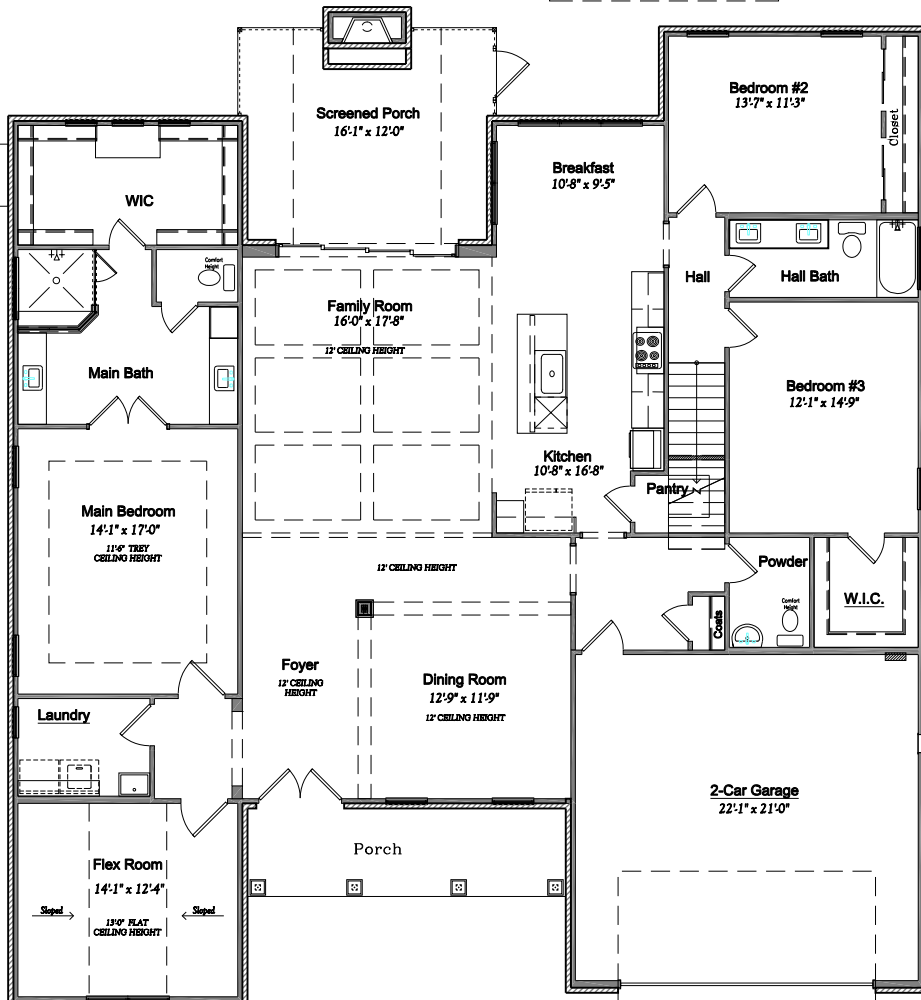 Bedroom #2
13'-7" x 11'-3"
Closet
Screened Porch
16'-1" x 12'-0"
Breakfast
10'-8" x 9'-5"
WIC
Comfort
Height
Hall
Hall Bath
Family Room
16'-0" x 17'-8"
12' CEILING HEIGHT
Main Bath
Bedroom #3
12'-1" x 14'-9"
Kitchen
10'-8" x 16'-8"
Pantry
Main Bedroom
14'-1" x 17'-0"
11'-6" TREY
CEILING HEIGHT
12' CEILING HEIGHT
Powder
Comfort
Height
W.I.C.
Coats
Foyer
12' CEILING
HEIGHT
Dining Room
12'-9" x 11'-9"
12' CEILING HEIGHT
Laundry
2-Car Garage
22'-1" x 21'-0"
Porch
Flex Room
14'-1" x 12'-4"
Sloped
Sloped
13'-0" FLAT
CEILING HEIGHT